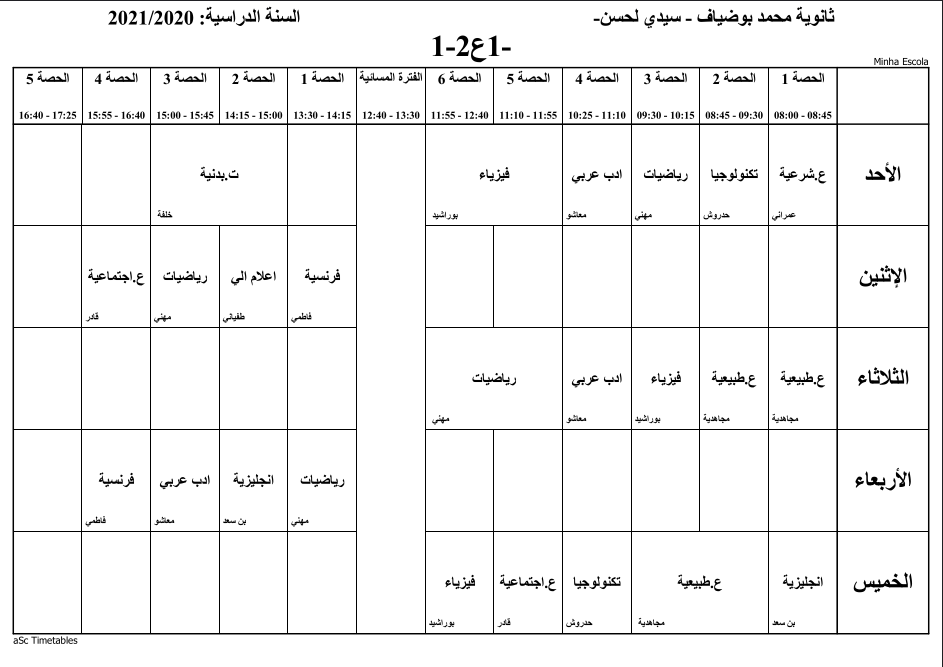 ثانوية محمد بوضياف - سيدي لحسن-
السنة الدراسية: 2021/2020
1-2ع1-
Minha Escola
الحصة 1 الحصة 2 الحصة 3 الحصة 4 الحصة 5 الحصة 6 الفترة المسائية الحصة 1 الحصة 2 الحصة 3 الحصة 4 الحصة 5
08:00 - 08:45 08:45 - 09:30 09:30 - 10:15 10:25 - 11:10 11:10 - 11:55 11:55 - 12:40 12:40 - 13:30 13:30 - 14:15 14:15 - 15:00 15:00 - 15:45 15:55 - 16:40 16:40 - 17:25
الأحد ع.شرعية تكنولوجيا رياضيات ادب عربي فيزياء ت.بدنية
عمراني حدروش مهني معاشو بوراشيد خلفة
الإثنين فرنسية اعلام الي رياضيات ع.اجتماعية
فاطمي طفياني مهني قادر
الثلاثاء ع.طبيعية ع.طبيعية فيزياء ادب عربي رياضيات
مجاهدية مجاهدية بوراشيد معاشو مهني
الأربعاء رياضيات انجليزية ادب عربي فرنسية
مهني بن سعد معاشو فاطمي
الخميس انجليزية ع.طبيعية تكنولوجيا ع.اجتماعية فيزياء
بن سعد مجاهدية حدروش قادر بوراشيد
aSc Timetables